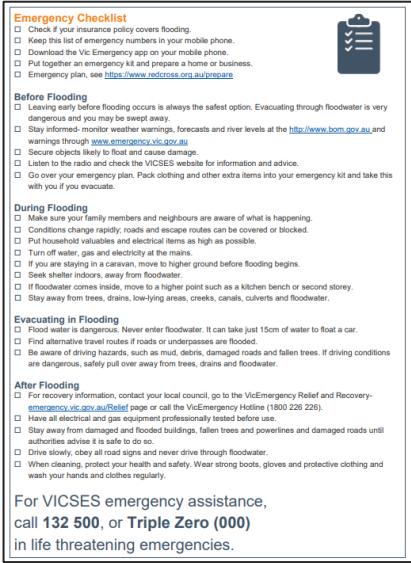 Emergency Checklist
☐ Check if your insurance policy covers flooding.
☐ Keep this list of emergency numbers in your mobile phone.
☐ Download the Vic Emergency app on your mobile phone.
☐ Put together an emergency kit and prepare a home or business.
☐ Emergency plan, see https://www.redcross.org.au/prepare
Before Flooding
☐ Leaving early before flooding occurs is always the safest option. Evacuating through floodwater is very
dangerous and you may be swept away.
☐ Stay informed- monitor weather warnings, forecasts and river levels at the http://www.bom.gov.au and
warnings through www.emergency.vic.gov.au
☐ Secure objects likely to float and cause damage.
☐ Listen to the radio and check the VICSES website for information and advice.
☐ Go over your emergency plan. Pack clothing and other extra items into your emergency kit and take this
with you if you evacuate.
During Flooding
☐ Make sure your family members and neighbours are aware of what is happening.
☐ Conditions change rapidly; roads and escape routes can be covered or blocked.
☐ Put household valuables and electrical items as high as possible.
☐ Turn off water, gas and electricity at the mains.
☐ If you are staying in a caravan, move to higher ground before flooding begins.
☐ Seek shelter indoors, away from floodwater.
☐ If floodwater comes inside, move to a higher point such as a kitchen bench or second storey.
☐ Stay away from trees, drains, low-lying areas, creeks, canals, culverts and floodwater.
Evacuating in Flooding
☐ Flood water is dangerous. Never enter floodwater. It can take just 15cm of water to float a car.
☐ Find alternative travel routes if roads or underpasses are flooded.
☐ Be aware of driving hazards, such as mud, debris, damaged roads and fallen trees. If driving conditions
are dangerous, safely pull over away from trees, drains and floodwater.
After Flooding
☐ For recovery information, contact your local council, go to the VicEmergency Relief and Recovery-
emergency.vic.gov.au/Relief page or call the VicEmergency Hotline (1800 226 226).
☐ Have all electrical and gas equipment professionally tested before use.
☐ Stay away from damaged and flooded buildings, fallen trees and powerlines and damaged roads until
authorities advise it is safe to do so.
☐ Drive slowly, obey all road signs and never drive through floodwater.
☐ When cleaning, protect your health and safety. Wear strong boots, gloves and protective clothing and
wash your hands and clothes regularly.
For VICSES emergency assistance,
call 132 500, or Triple Zero (000)
in life threatening emergencies.